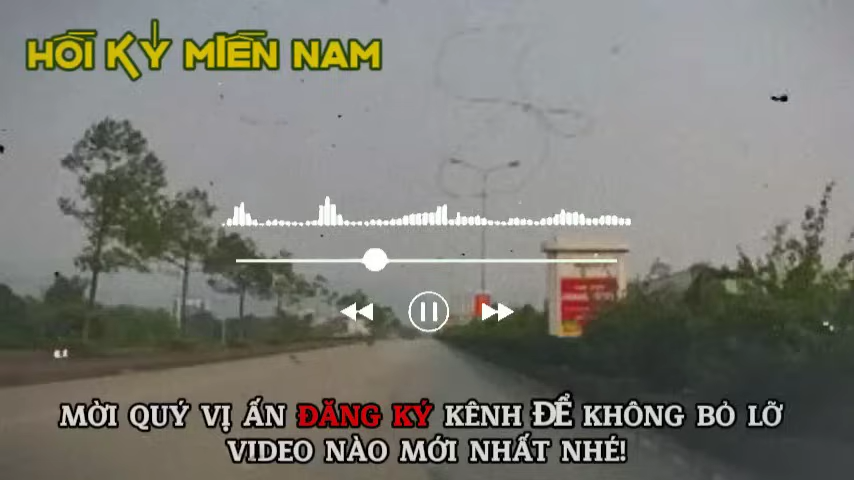 HỒI KÝ MIỀN NAM
MỜI QUÝ VỊ ẤN ĐĂNG KÝ KÊNH ĐỂ KHÔNG BỎ LỠ
VIDEO NÀO MỚI NHẤT NHÉ!